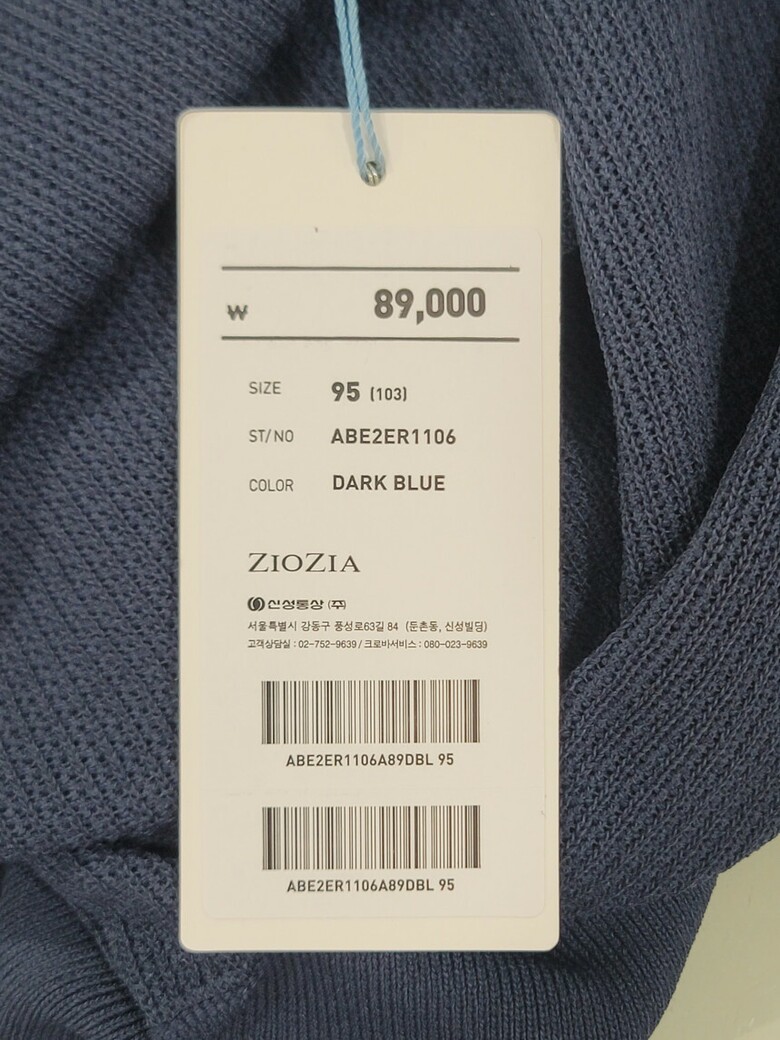 ₩ 89,000
SIZE 95 (103)
ST/NO ABE2ER1106
COLOR DARK BLUE
ZIOZIA
신성통상 (주)
서울특별시 강동구 풍성로63길 84 (둔촌동, 신성빌딩)
고객상담실 : 02-752-9639 / 크로바서비스 : 080-023-9639
ABE2ER1106A89DBL 95
ABE2ER1106A89DBL 95